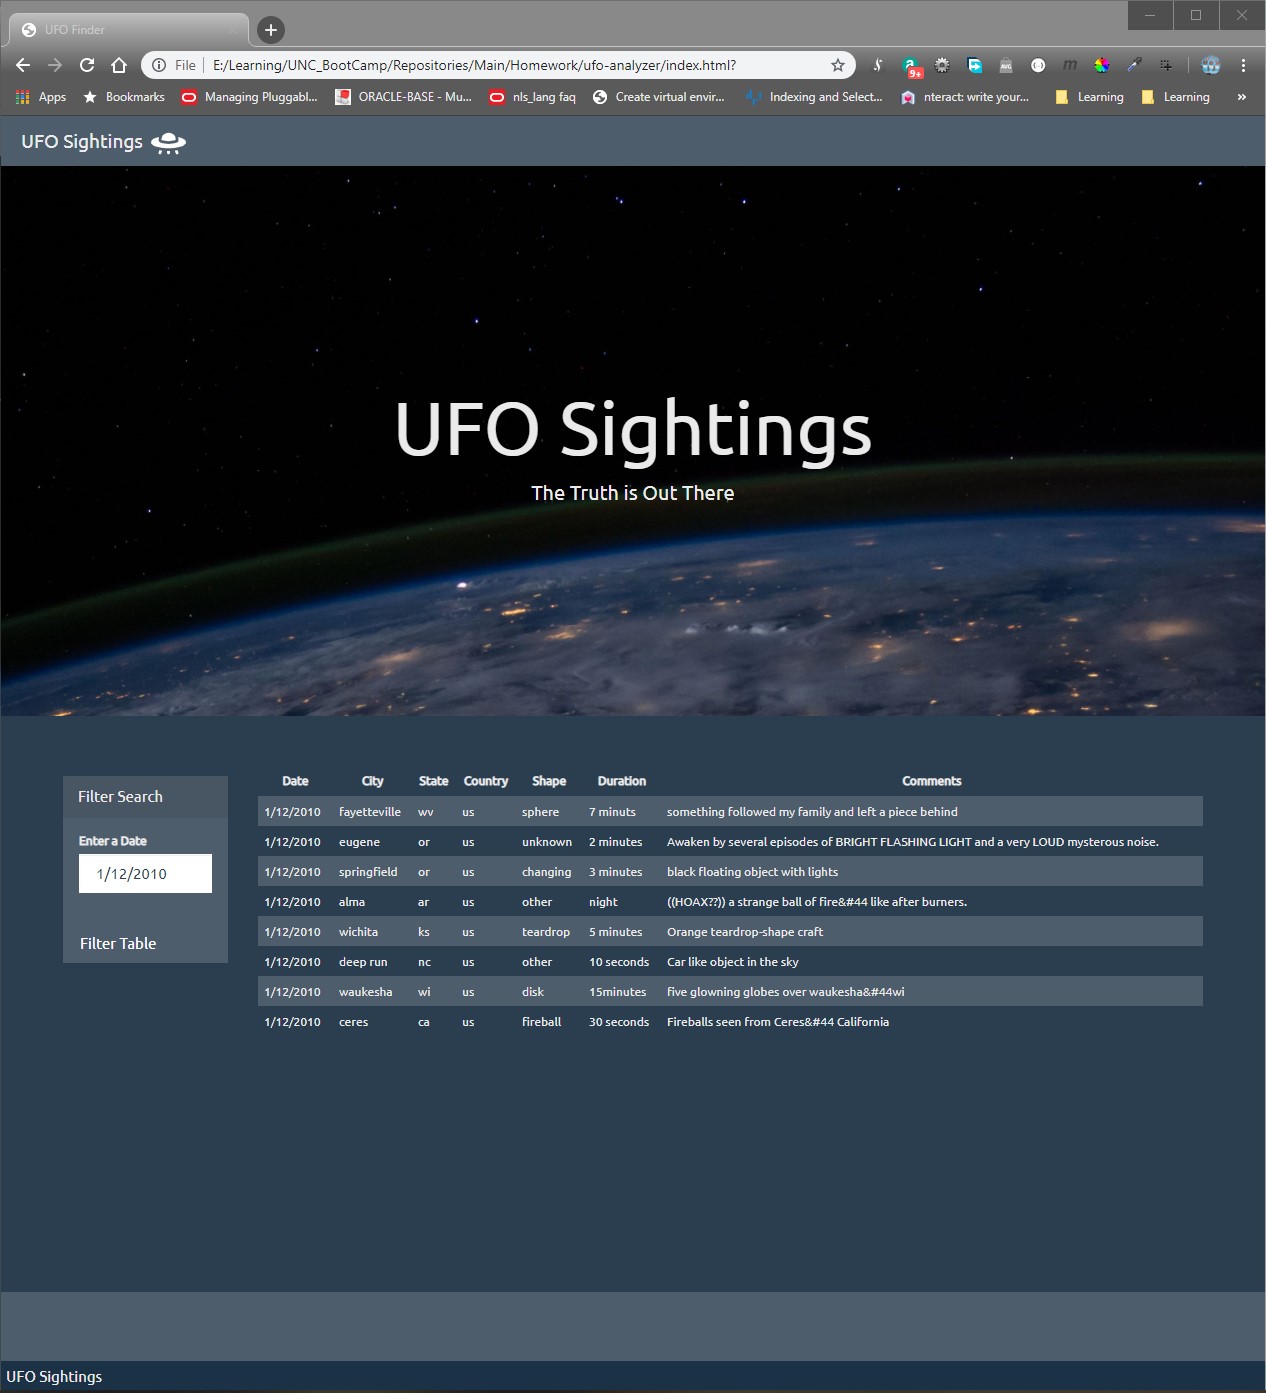 UFO Finder
File E:/Learning/UNC_BootCamp/Repositories/Main/Homework/ufo-analyzer/index.html?
9+
Apps Bookmarks Managing Pluggabl... ORACLE-BASE - Mu... nls_lang faq Create virtual envir... Indexing and Select... nteract: write your... Learning Learning »
UFO Sightings
UFO Sightings
The Truth is Out There
Filter Search
Enter a Date
1/12/2010
Filter Table
Date City State Country Shape Duration Comments
1/12/2010 fayetteville wv us sphere 7 minuts something followed my family and left a piece behind
1/12/2010 eugene or us unknown 2 minutes Awaken by several episodes of BRIGHT FLASHING LIGHT and a very LOUD mysterous noise.
1/12/2010 springfield or us changing 3 minutes black floating object with lights
1/12/2010 alma ar us other night ((HOAX??)) a strange ball of fire&#44 like after burners.
1/12/2010 wichita ks us teardrop 5 minutes Orange teardrop-shape craft
1/12/2010 deep run nc us other 10 seconds Car like object in the sky
1/12/2010 waukesha wi us disk 15minutes five glowning globes over waukesha&#44wi
1/12/2010 ceres ca us fireball 30 seconds Fireballs seen from Ceres&#44 California
UFO Sightings